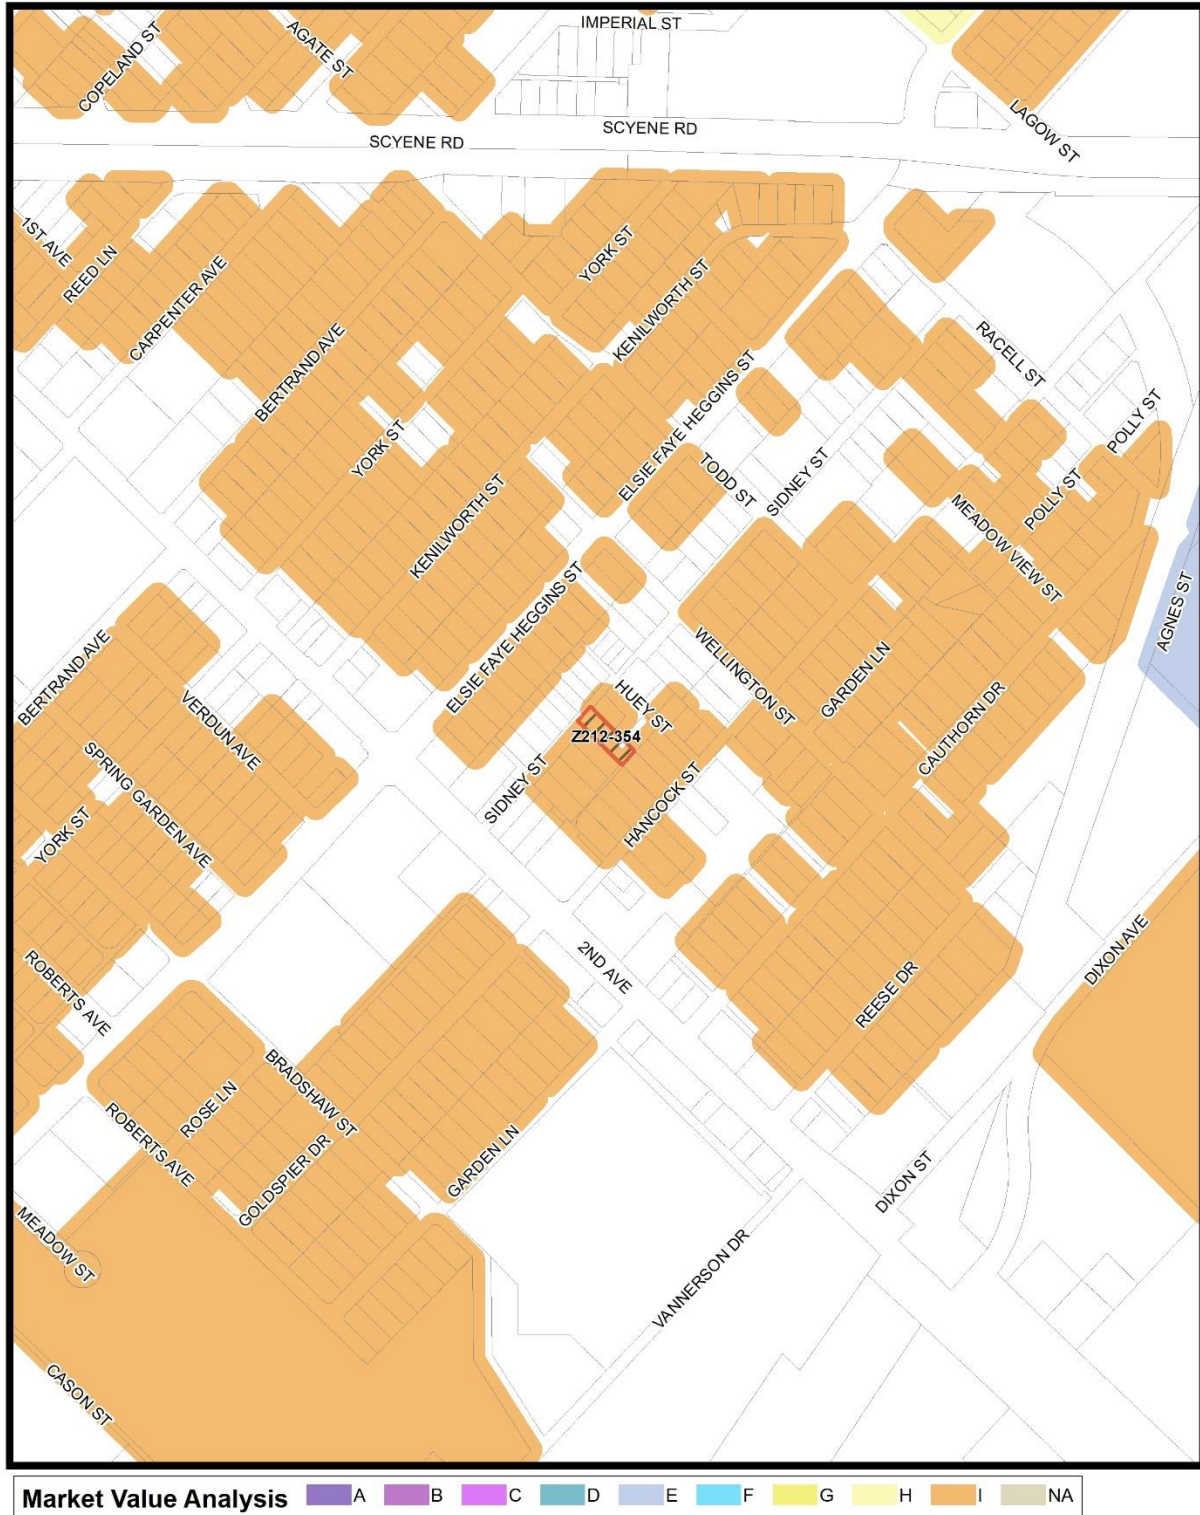 IMPERIAL ST
COPELAND ST
AGATE ST
SCYENE RD
SCYENE RD
LAGOW ST
1ST AVE
REED LN
CARPENTER AVE
YORK ST
KENILWORTH ST
BERTRAND AVE
RACELL ST
ELSIE FAYE HEGGINS ST
YORK ST
POLLY ST
TODD ST
SIDNEY ST
KENILWORTH ST
POLLY ST
MEADOW VIEW ST
AGNES ST
ELSIE FAYE HEGGINS ST
BERTRAND AVE
WELLINGTON ST
GARDEN LN
HUEY ST
VERDUN AVE
CAUTHORN DR
Z212-354
SPRING GARDEN AVE
SIDNEY ST
HANCOCK ST
YORK ST
2ND AVE
DIXON AVE
ROBERTS AVE
REESE DR
BRADSHAW ST
ROSE LN
ROBERTS AVE
GOLDSPIER DR
GARDEN LN
DIXON ST
MEADOW ST
VANNERSON DR
CASON ST
Market Value Analysis A B C D E F G H I NA